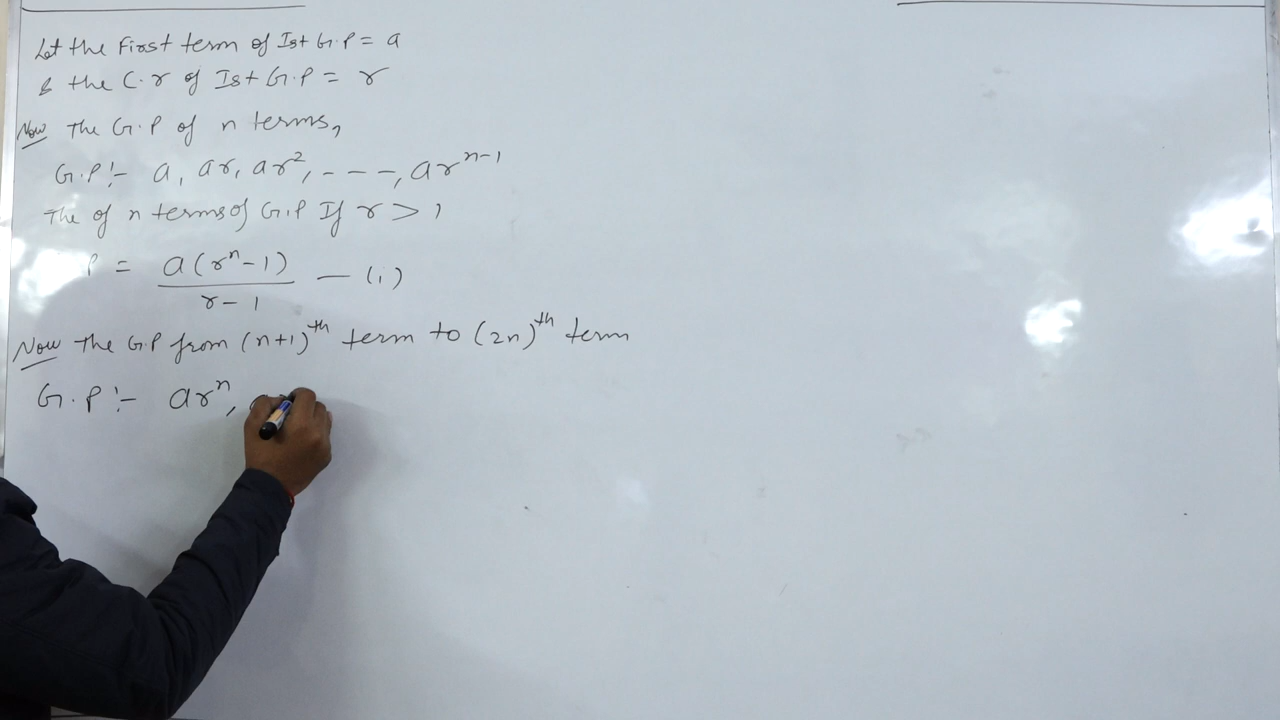 Let the First term of Ist G.P = a
& the C.r of Ist G.P = r
Now The G.P of n terms,
G.P:- a, ar, ar², - - -, ar^(n-1)
The of n terms of G.P If r > 1
P = a(r^n-1)/(r-1) — (i)
Now The G.P from (n+1)^th term to (2n)^th term
G.P:- ar^n,